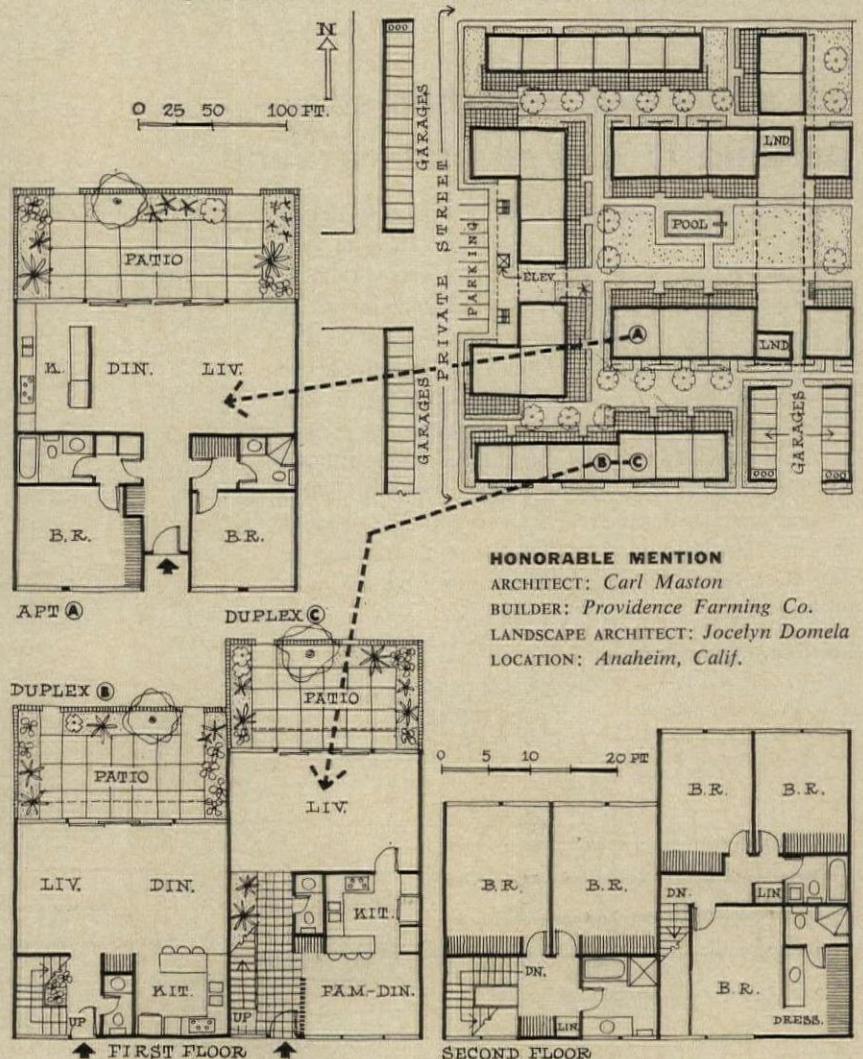 N
0 25 50 100 FT.
GARAGES
PRIVATE STREET
PARKING
ELEV.
LND
POOL
A
LND
GARAGES
GARAGES
B C
PATIO
K. DIN. LIV.
B.R. B.R.
APT A
HONORABLE MENTION
ARCHITECT: Carl Maston
BUILDER: Providence Farming Co.
LANDSCAPE ARCHITECT: Jocelyn Domela
LOCATION: Anaheim, Calif.
DUPLEX C
PATIO
LIV.
KIT.
FAM.-DIN.
UP
DUPLEX B
PATIO
LIV. DIN.
KIT.
UP
FIRST FLOOR
0 5 10 20 FT
B.R. B.R.
DN.
LIN.
B.R. B.R.
DN.
LIN.
B.R.
DRESS.
SECOND FLOOR